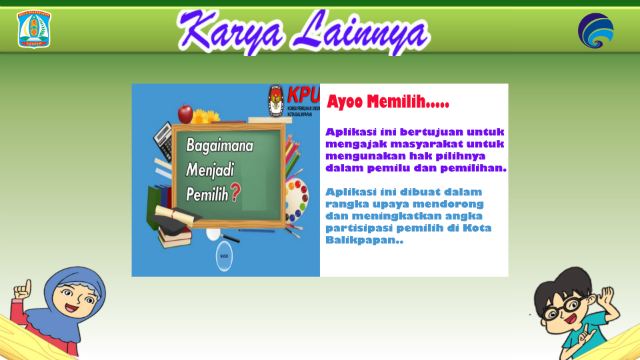 Karya Lainnya
KPU
Bagaimana
Menjadi
Pemilih?
Ayoo Memilih.....
Aplikasi ini bertujuan untuk
mengajak masyarakat untuk
mengunakan hak pilihnya
dalam pemilu dan pemilihan.
Aplikasi ini dibuat dalam
rangka upaya mendorong
dan meningkatkan angka
partisipasi pemilih di Kota
Balikpapan..